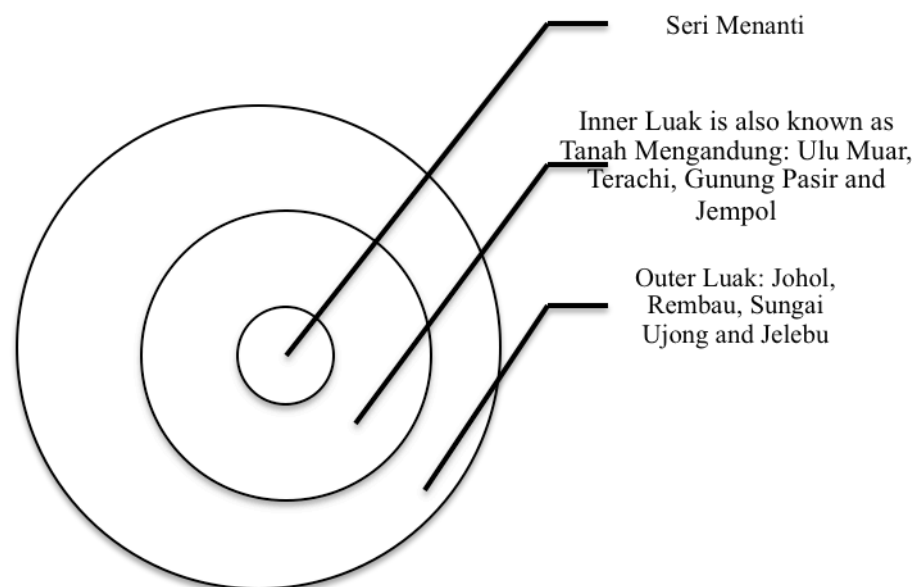 Seri Menanti
Inner Luak is also known as
Tanah Mengandung: Ulu Muar,
Terachi, Gunung Pasir and
Jempol
Outer Luak: Johol,
Rembau, Sungai
Ujong and Jelebu